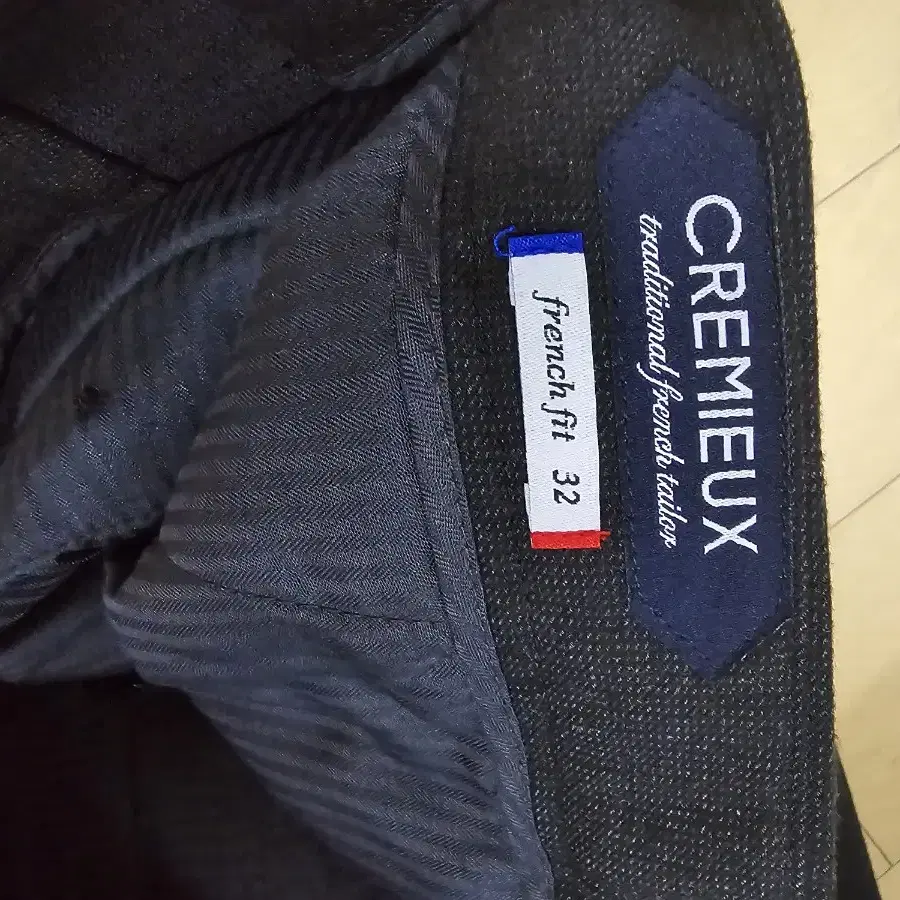 CREMIEUX
traditional french tailor
french fit 32